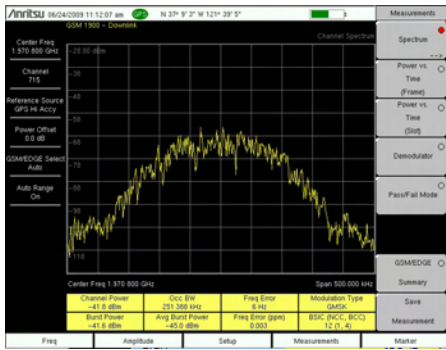 Anritsu 06/24/2009 11:12:07 am GPS N 37° 9' 3" W 121° 39' 5"
Measurements
GSM 1900 - Downlink
Channel Spectrum
Center Freq
1.970 800 GHz
Channel
715
Reference Source
GPS Hi Accy
Power Offset
0.0 dB
GSM/EDGE Select
Auto
Auto Range
On
-20.00 dBm
-30
-40
-50
-60
-70
-80
-90
-110
Center Freq 1.970 800 GHz
Span 500.000 kHz
Channel Power
-41.6 dBm
Occ BW
251.366 kHz
Freq Error
6 Hz
Modulation Type
GMSK
Burst Power
-41.6 dBm
Avg Burst Power
-45.0 dBm
Freq Error (ppm)
0.003
BSIC (NCC, BCC)
12 (1, 4)
Spectrum
-->
Power vs.
Time
(Frame)
Power vs.
Time
(Slot)
Demodulator
Pass/Fail Mode
GSM/EDGE
Summary
Save
Measurement
Freq
Amplitude
Setup
Measurements
Marker